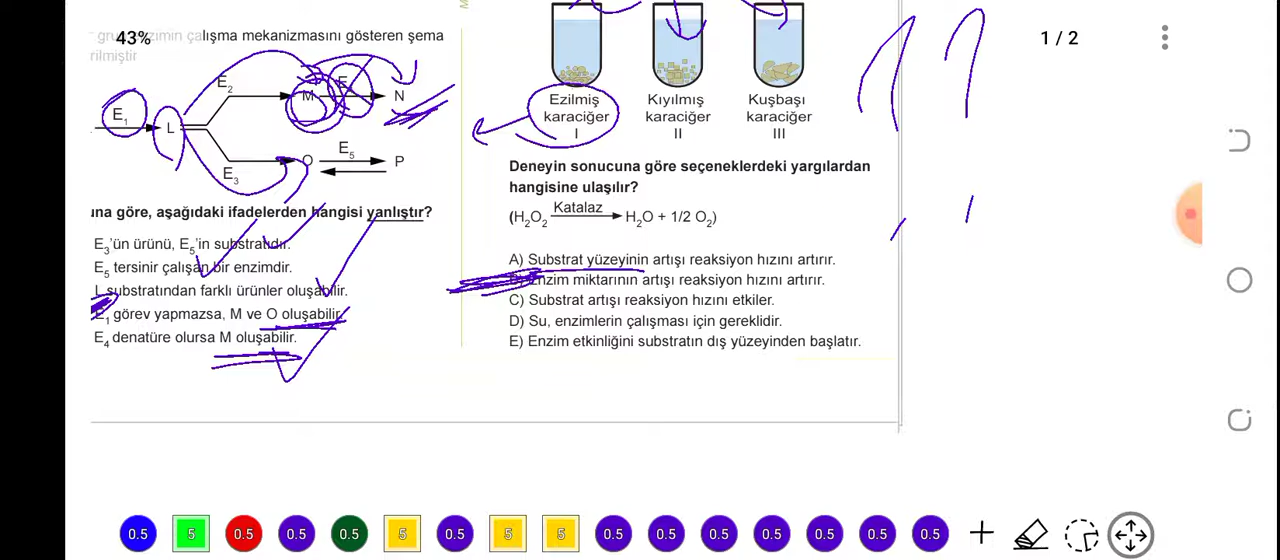 43%
1 / 2
gru
zimin çalışma mekanizmasını gösteren şema
rilmiştir
E1
L
E2
M
E
N
E3
O
E5
P
una göre, aşağıdaki ifadelerden hangisi yanlıştır?
E3'ün ürünü, E5'in substratıdır.
E5 tersinir çalışan bir enzimdir.
L substratından farklı ürünler oluşabilir.
E1 görev yapmazsa, M ve O oluşabilir.
E4 denatüre olursa M oluşabilir.
Ezilmiş karaciğer I
Kıyılmış karaciğer II
Kuşbaşı karaciğer III
Deneyin sonucuna göre seçeneklerdeki yargılardan
hangisine ulaşılır?
(H2O2 Katalaz H2O + 1/2 O2)
A) Substrat yüzeyinin artışı reaksiyon hızını artırır.
Enzim miktarının artışı reaksiyon hızını artırır.
C) Substrat artışı reaksiyon hızını etkiler.
D) Su, enzimlerin çalışması için gereklidir.
E) Enzim etkinliğini substratın dış yüzeyinden başlatır.
0.5 5 0.5 0.5 0.5 5 0.5 5 5 0.5 0.5 0.5 0.5 0.5 0.5 0.5